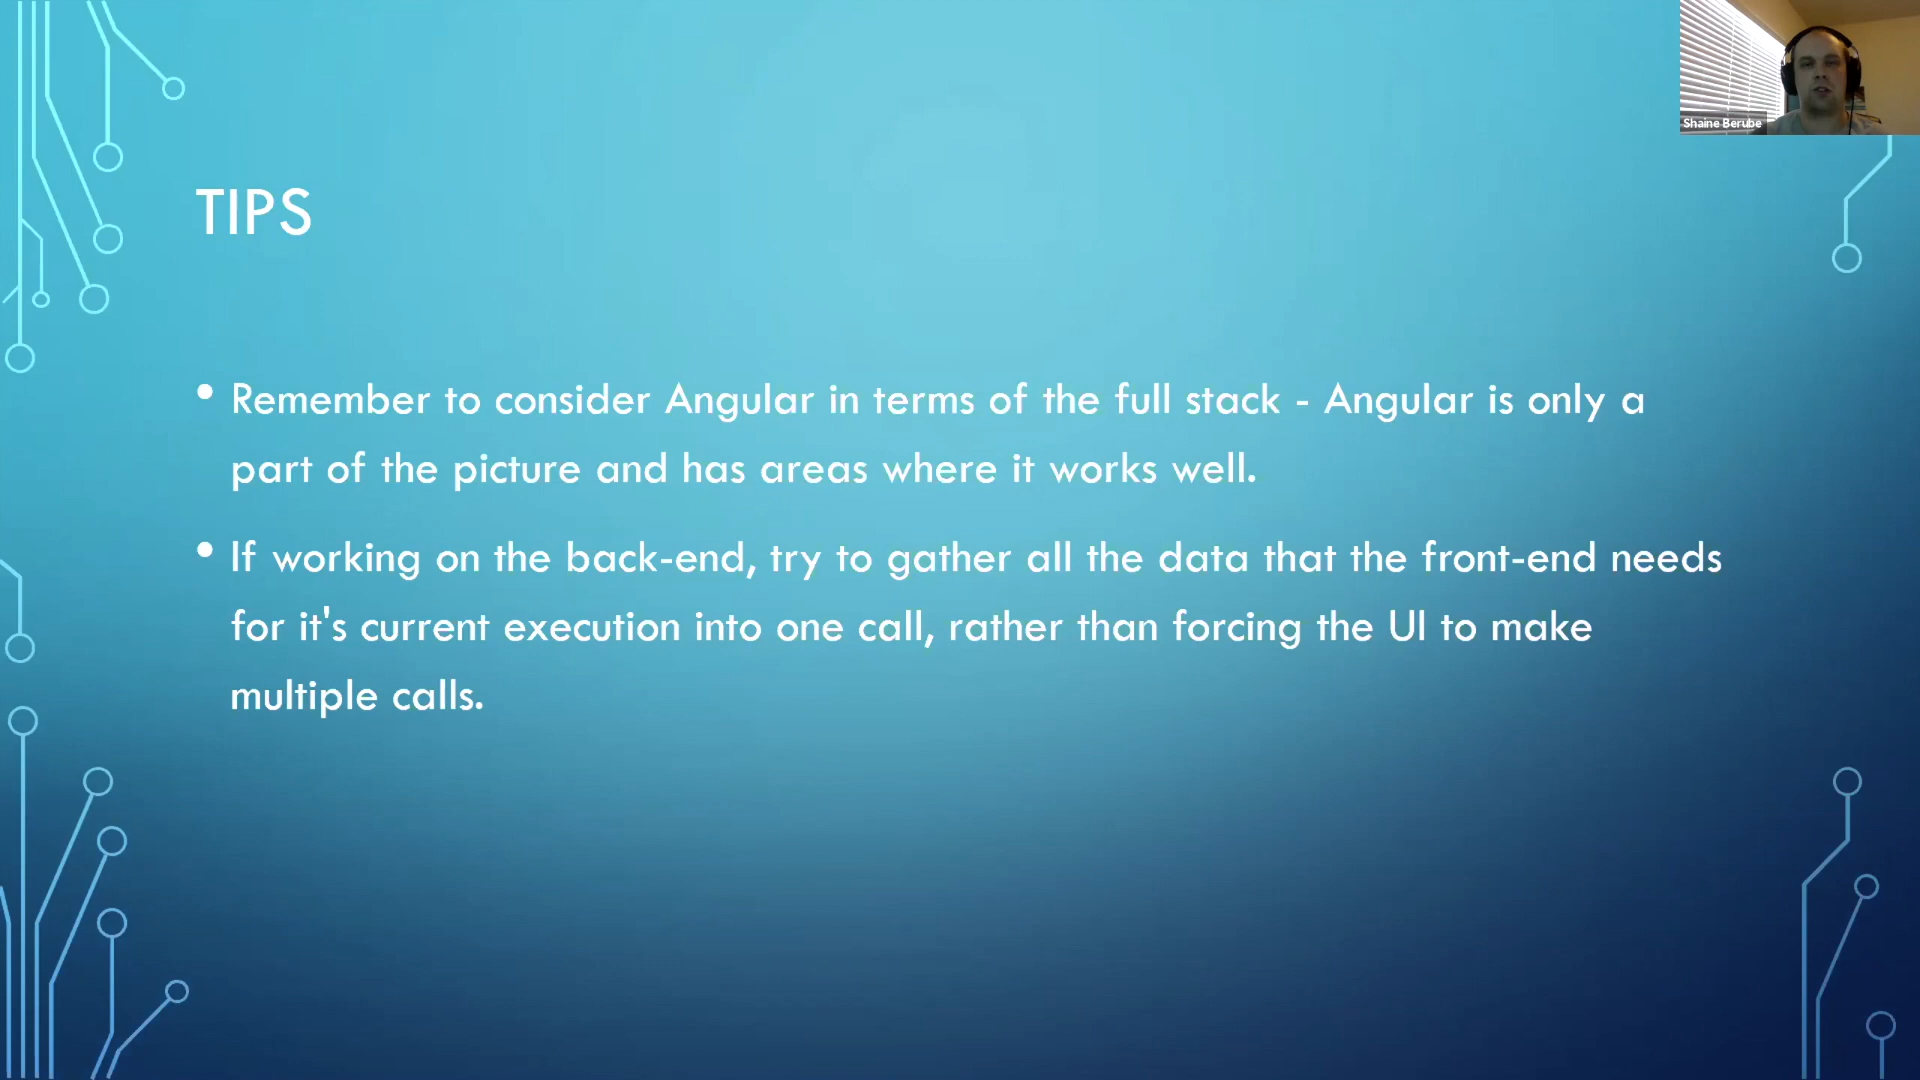 Shaine Berube
TIPS
• Remember to consider Angular in terms of the full stack - Angular is only a
part of the picture and has areas where it works well.
• If working on the back-end, try to gather all the data that the front-end needs
for it's current execution into one call, rather than forcing the UI to make
multiple calls.